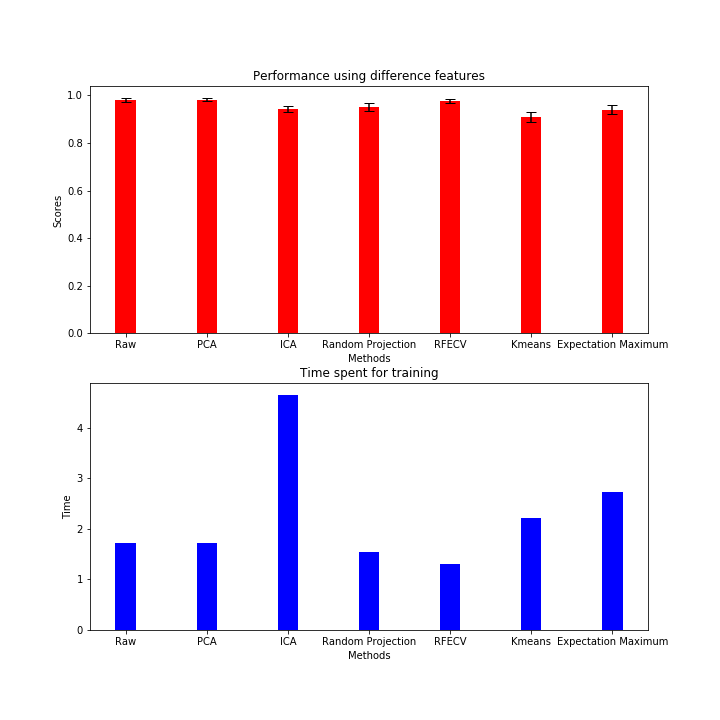 Performance using difference features
1.0
0.8
0.6
0.4
0.2
0.0
Scores
Raw PCA ICA Random Projection RFECV Kmeans Expectation Maximum
Methods
Time spent for training
4
3
2
1
0
Time
Raw PCA ICA Random Projection RFECV Kmeans Expectation Maximum
Methods